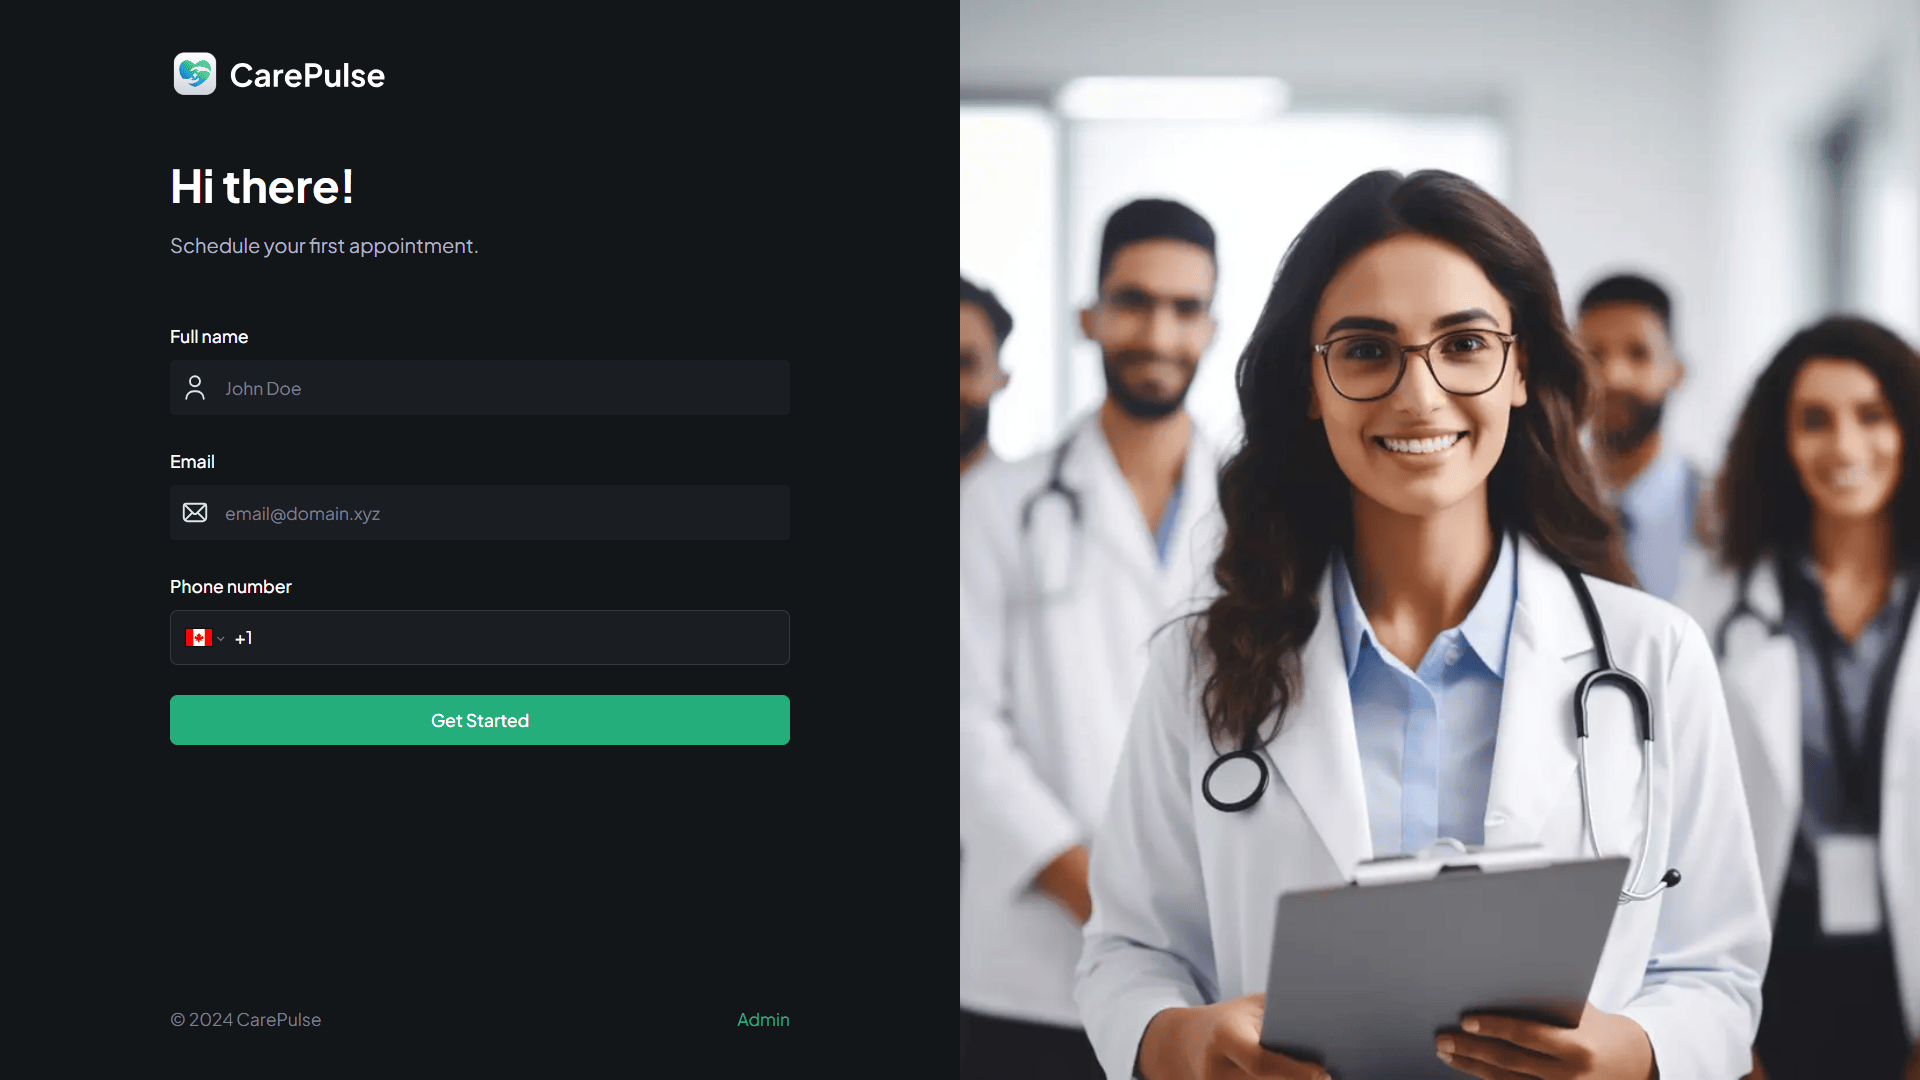 CarePulse
Hi there!
Schedule your first appointment.
Full name
John Doe
Email
email@domain.xyz
Phone number
+1
Get Started
© 2024 CarePulse
Admin